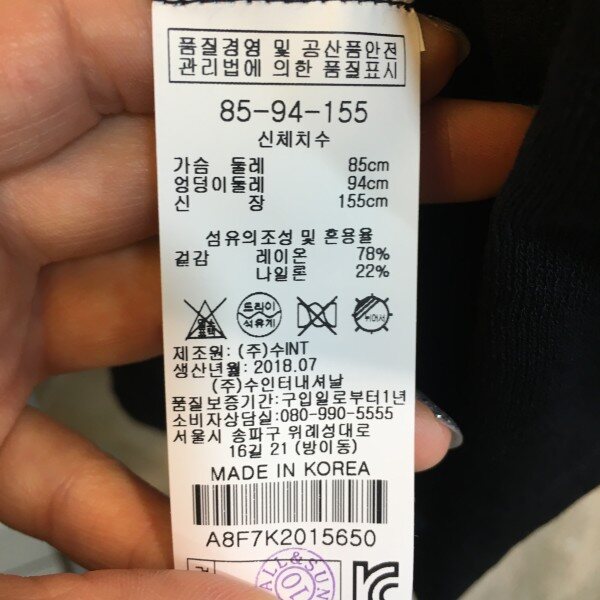 품질경영 및 공산품안전
관리법에 의한 품질표시
85-94-155
신체치수
가슴 둘레 85cm
엉덩이둘레 94cm
신 장 155cm
섬유의조성 및 혼용율
겉감 레이온 78%
나일론 22%
드라이
석유계
뉘어서
제조원: (주)수INT
생산년월: 2018.07
(주)수인터내셔날
품질보증기간:구입일로부터1년
소비자상담실:080-990-5555
서울시 송파구 위례성대로
16길 21 (방이동)
MADE IN KOREA
A8F7K2015650